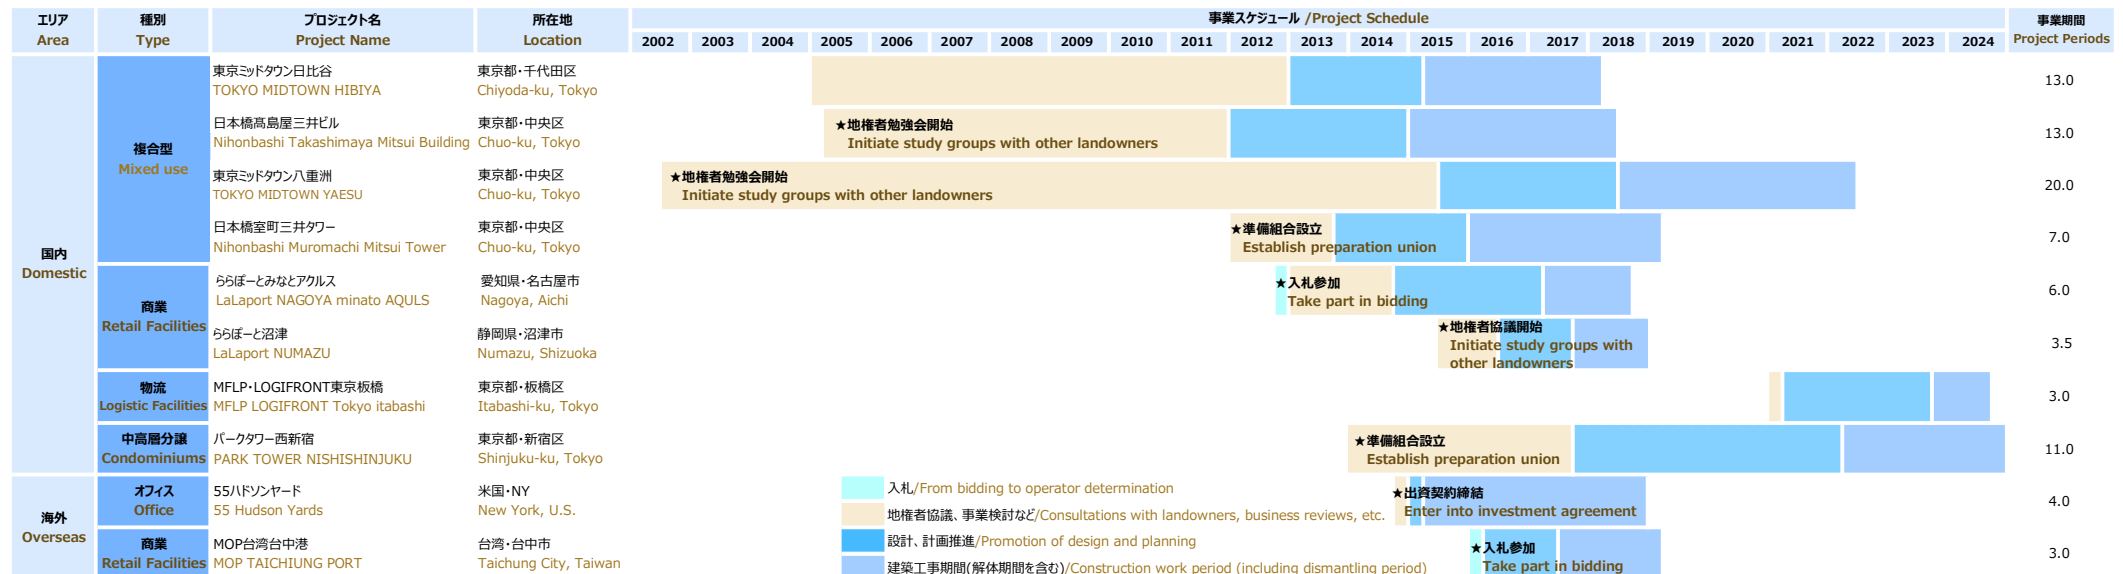 エリア 種別 プロジェクト名 所在地 事業スケジュール /Project Schedule 事業期間
Area Type Project Name Location 2002 2003 2004 2005 2006 2007 2008 2009 2010 2011 2012 2013 2014 2015 2016 2017 2018 2019 2020 2021 2022 2023 2024 Project Periods
国内
Domestic
複合型
Mixed use
東京ミッドタウン日比谷 東京都・千代田区
TOKYO MIDTOWN HIBIYA Chiyoda-ku, Tokyo 13.0
日本橋髙島屋三井ビル 東京都・中央区 ★地権者勉強会開始
Nihonbashi Takashimaya Mitsui Building Chuo-ku, Tokyo Initiate study groups with other landowners 13.0
東京ミッドタウン八重洲 東京都・中央区 ★地権者勉強会開始
TOKYO MIDTOWN YAESU Chuo-ku, Tokyo Initiate study groups with other landowners 20.0
日本橋室町三井タワー 東京都・中央区 ★準備組合設立
Nihonbashi Muromachi Mitsui Tower Chuo-ku, Tokyo Establish preparation union 7.0
商業
Retail Facilities
ららぽーとみなとアクルス 愛知県・名古屋市 ★入札参加
LaLaport NAGOYA minato AQULS Nagoya, Aichi Take part in bidding 6.0
ららぽーと沼津 静岡県・沼津市 ★地権者協議開始
LaLaport NUMAZU Numazu, Shizuoka Initiate study groups with 3.5
other landowners
物流 MFLP・LOGIFRONT東京板橋 東京都・板橋区
Logistic Facilities MFLP LOGIFRONT Tokyo itabashi Itabashi-ku, Tokyo 3.0
中高層分譲 パークタワー西新宿 東京都・新宿区 ★準備組合設立
Condominiums PARK TOWER NISHISHINJUKU Shinjuku-ku, Tokyo Establish preparation union 11.0
海外
Overseas
オフィス 55ハドソンヤード 米国・NY ★出資契約締結
Office 55 Hudson Yards New York, U.S. Enter into investment agreement 4.0
商業 MOP台湾台中港 台湾・台中市 ★入札参加
Retail Facilities MOP TAICHUNG PORT Taichung City, Taiwan Take part in bidding 3.0
入札/From bidding to operator determination
地権者協議、事業検討など/Consultations with landowners, business reviews, etc.
設計、計画推進/Promotion of design and planning
建築工事期間(解体期間を含む)/Construction work period (including dismantling period)